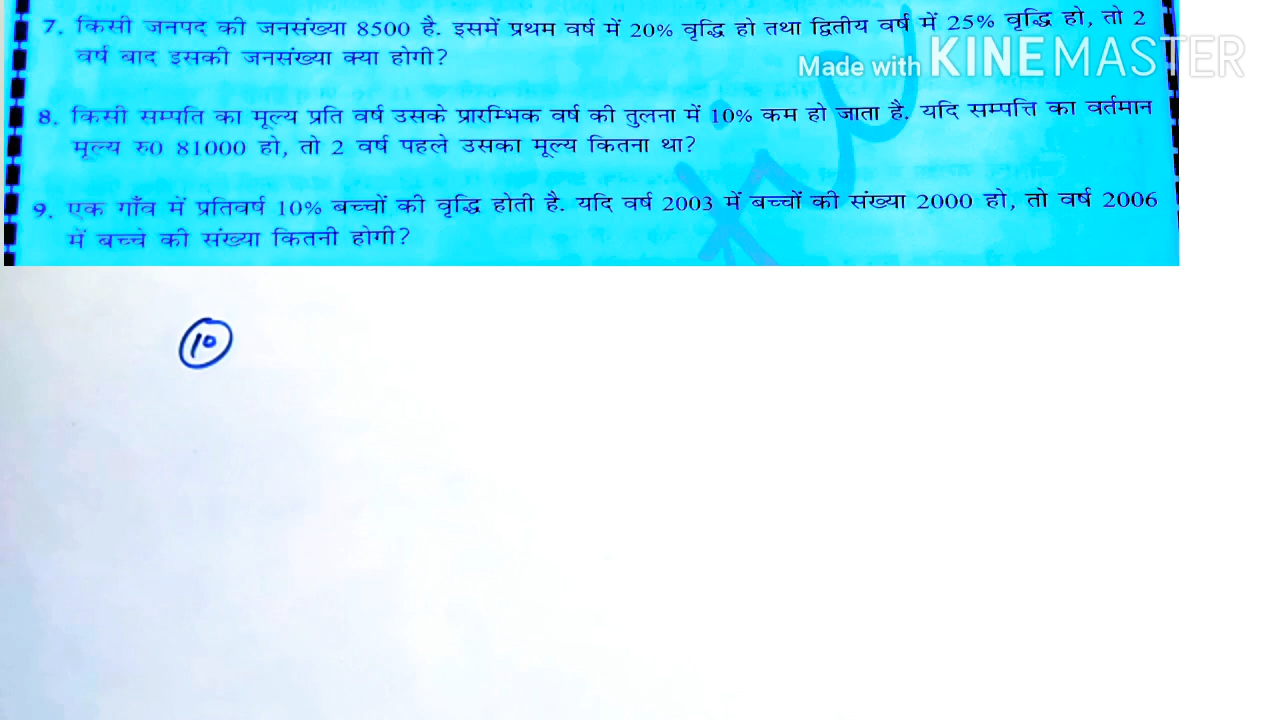 7. किसी जनपद की जनसंख्या 8500 है. इसमें प्रथम वर्ष में 20% वृद्धि हो तथा द्वितीय वर्ष में 25% वृद्धि हो, तो 2
वर्ष बाद इसकी जनसंख्या क्या होगी?
Made with KINEMASTER
8. किसी सम्पति का मूल्य प्रति वर्ष उसके प्रारम्भिक वर्ष की तुलना में 10% कम हो जाता है. यदि सम्पत्ति का वर्तमान
मूल्य रु0 81000 हो, तो 2 वर्ष पहले उसका मूल्य कितना था?
9. एक गाँव में प्रतिवर्ष 10% बच्चों की वृद्धि होती है. यदि वर्ष 2003 में बच्चों की संख्या 2000 हो, तो वर्ष 2006
में बच्चे की संख्या कितनी होगी?
10